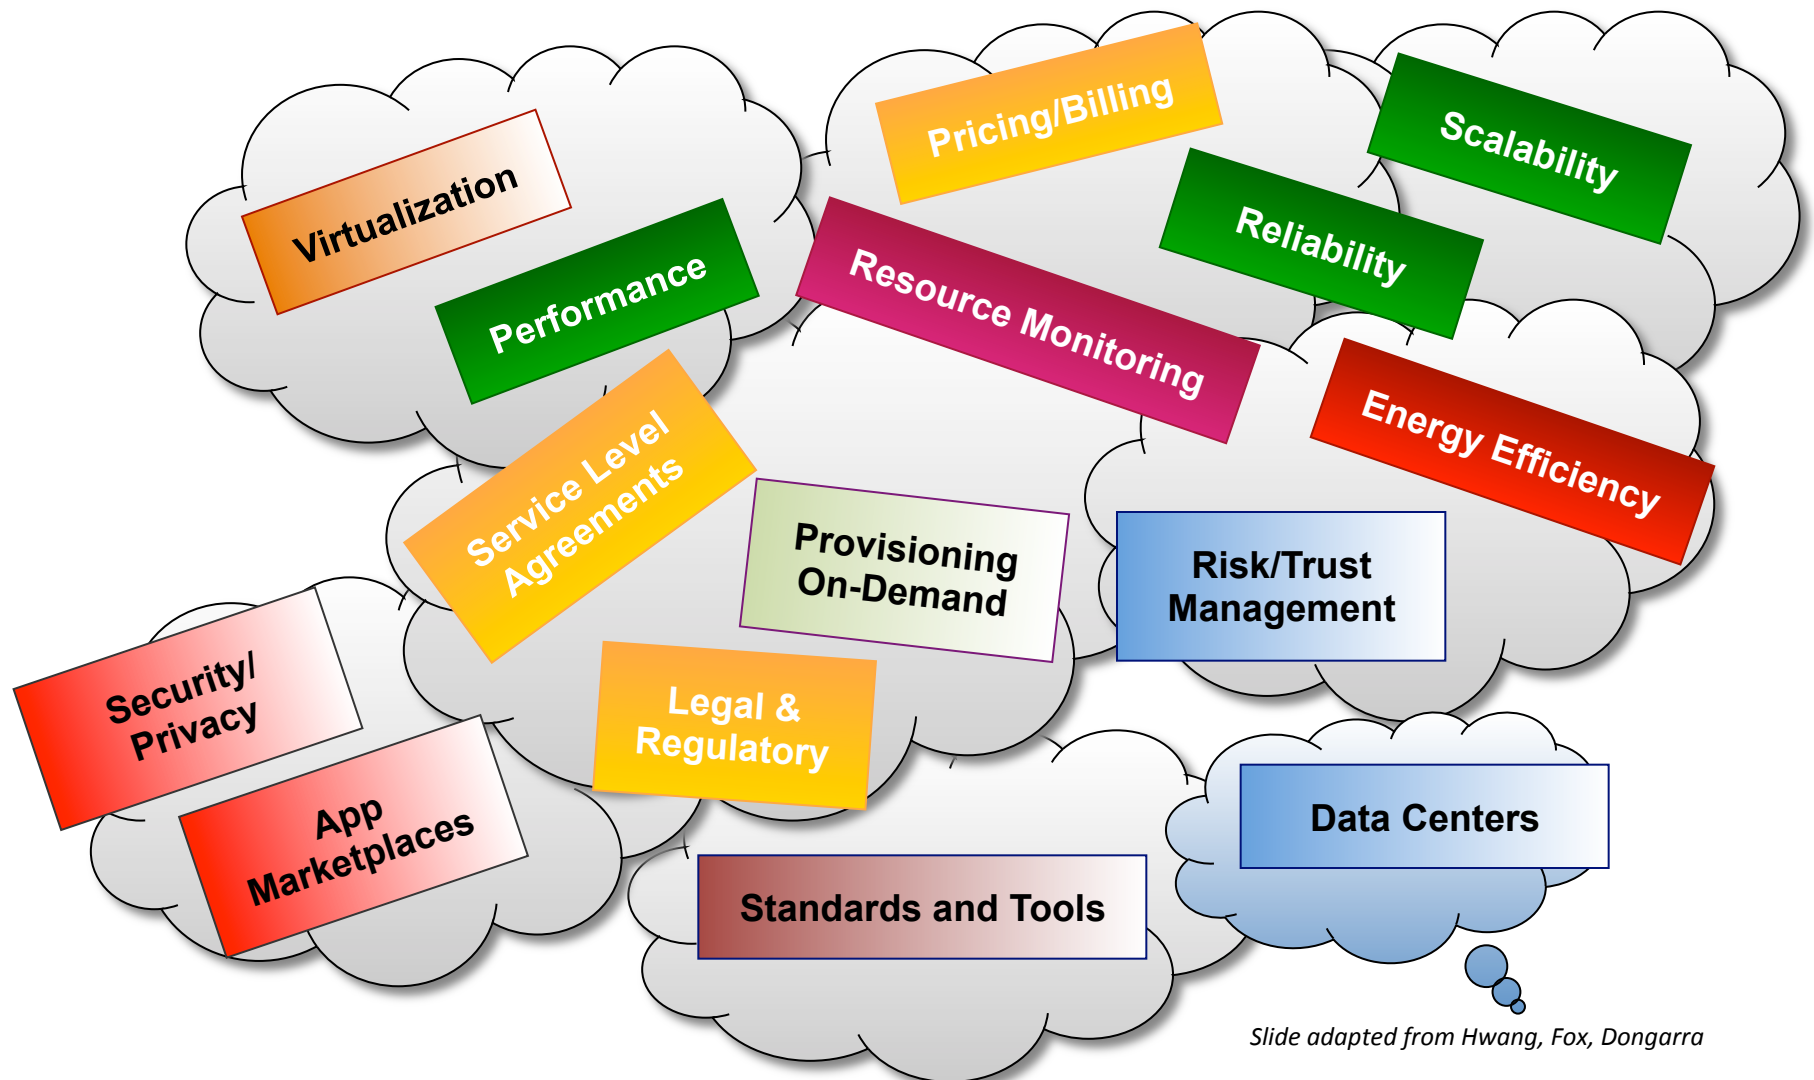 Pricing/Billing
Scalability
Virtualization
Reliability
Performance
Resource Monitoring
Energy Efficiency
Service Level
Agreements
Provisioning
On-Demand
Risk/Trust
Management
Security/
Privacy
Legal &
Regulatory
App
Marketplaces
Data Centers
Standards and Tools
Slide adapted from Hwang, Fox, Dongarra